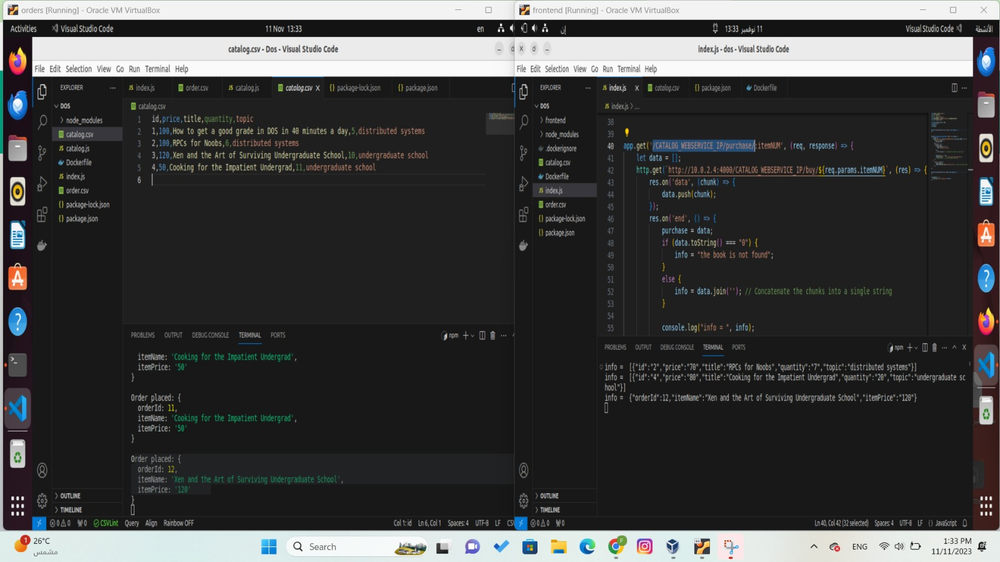 orders [Running] - Oracle VM VirtualBox
Activities
Visual Studio Code
11 Nov 13:33
en
catalog.csv - Dos - Visual Studio Code
File Edit Selection View Go Run Terminal Help
EXPLORER
index.js
order.csv
catalog.js
catalog.csv
package-lock.json
package.json
DOS
node_modules
catalog.csv
catalog.js
Dockerfile
index.js
order.csv
package-lock.json
package.json
OUTLINE
TIMELINE
catalog.csv
1 id,price,title,quantity,topic
2 1,100,How to get a good grade in DOS in 40 minutes a day,5,distributed systems
3 2,100,RPCs for Noobs,6,distributed systems
4 3,120,Xen and the Art of Surviving Undergraduate School,10,undergraduate school
5 4,50,Cooking for the Impatient Undergrad,11,undergraduate school
6
PROBLEMS OUTPUT DEBUG CONSOLE TERMINAL PORTS
npm
itemName: 'Cooking for the Impatient Undergrad',
itemPrice: '50'
}
Order placed: {
orderId: 11,
itemName: 'Cooking for the Impatient Undergrad',
itemPrice: '50'
}
Order placed: {
orderId: 12,
itemName: 'Xen and the Art of Surviving Undergraduate School',
itemPrice: '120'
}
0 0 0 CSVLint Query Align Rainbow OFF
Col 1: id Ln 6, Col 1 Spaces: 4 UTF-8 LF CSV
frontend [Running] - Oracle VM VirtualBox
إن
11 نوفمبر 13:33
Visual Studio Code
الأنشطة
index.js - dos - Visual Studio Code
File Edit Selection View Go Run Terminal Help
EXPLORER
index.js
catalog.csv
package.json
Dockerfile
DOS
frontend
node_modules
.dockerignore
catalog.csv
Dockerfile
index.js
order.csv
package-lock.json
package.json
OUTLINE
TIMELINE
index.js > ...
38
39
40 app.get('/CATALOG_WEBSERVICE_IP/purchase/:itemNUM', (req, response) => {
41 let data = [];
42 http.get(`http://10.0.2.4:4000/CATALOG_WEBSERVICE_IP/buy/${req.params.itemNUM}`, (res) => {
43 res.on('data', (chunk) => {
44 data.push(chunk);
45 });
46 res.on('end', () => {
47 purchase = data;
48 if (data.toString() === "0") {
49 info = "the book is not found";
50 }
51 else {
52 info = data.join(''); // Concatenate the chunks into a single string
53 }
54
55 console.log("info = ", info);
PROBLEMS OUTPUT DEBUG CONSOLE TERMINAL PORTS
npm
info = [{"id":"2","price":"70","title":"RPCs for Noobs","quantity":"7","topic":"distributed systems"}]
info = [{"id":"4","price":"80","title":"Cooking for the Impatient Undergrad","quantity":"20","topic":"undergraduate sc
hool"}]
info = {"orderId":12,"itemName":"Xen and the Art of Surviving Undergraduate School","itemPrice":"120"}
0 0 0
Ln 40, Col 42 (32 selected) Spaces: 4 UTF-8 LF {} JavaScript
1
26°C
مشمس
Search
F
64
ENG
1:33 PM
11/11/2023